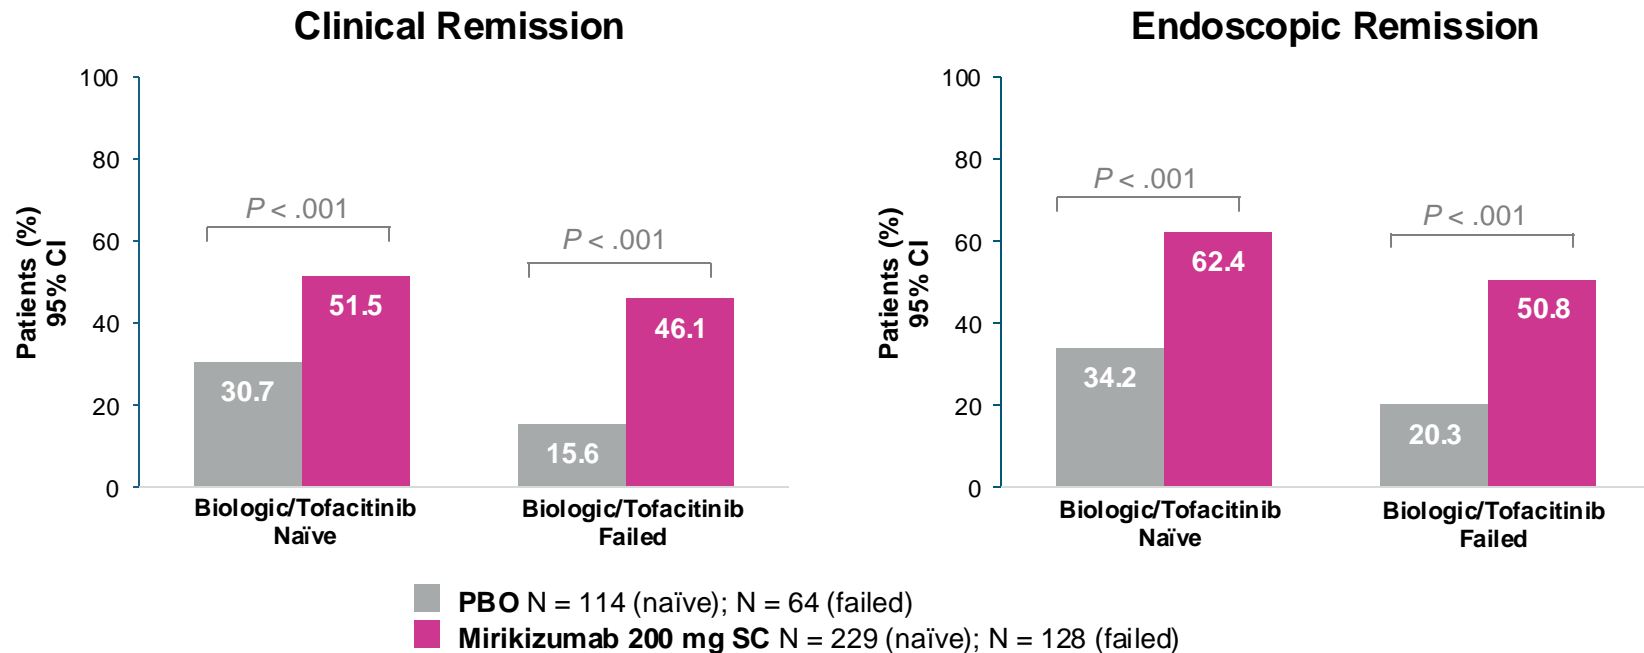 Clinical Remission
Patients (%)
95% CI
100
80
60
40
20
0
P < .001
P < .001
30.7
51.5
15.6
46.1
Biologic/Tofacitinib
Naïve
Biologic/Tofacitinib
Failed
Endoscopic Remission
Patients (%)
95% CI
100
80
60
40
20
0
P < .001
P < .001
34.2
62.4
20.3
50.8
Biologic/Tofacitinib
Naïve
Biologic/Tofacitinib
Failed
PBO N = 114 (naïve); N = 64 (failed)
Mirikizumab 200 mg SC N = 229 (naïve); N = 128 (failed)